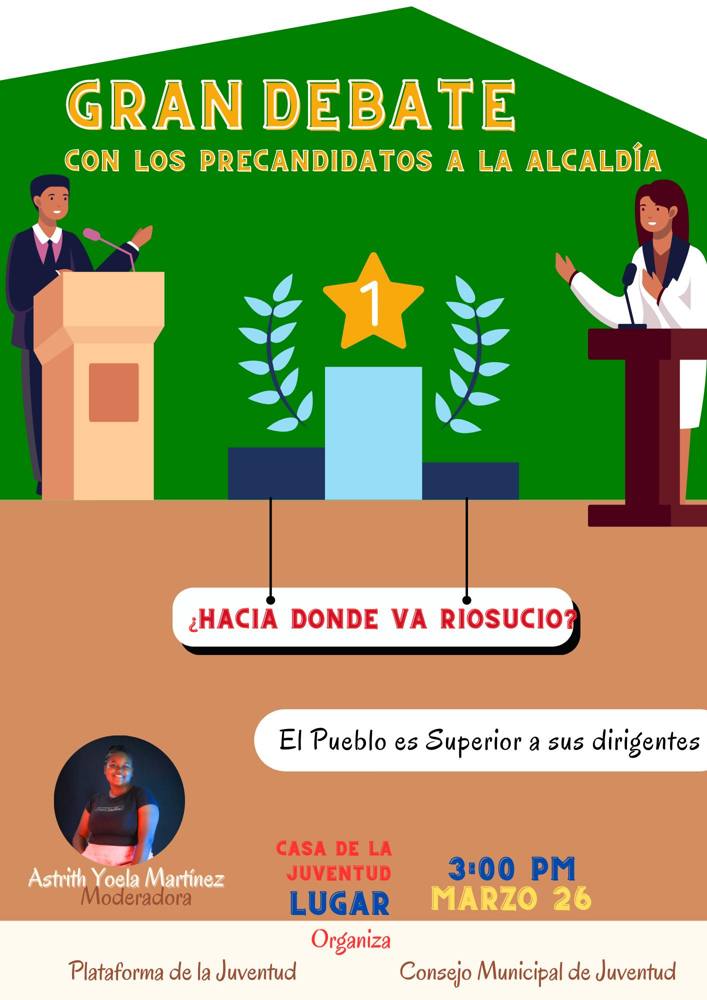 GRAN DEBATE
CON LOS PRECANDIDATOS A LA ALCALDÍA
1
¿HACIA DONDE VA RIOSUCIO?
El Pueblo es Superior a sus dirigentes
Astrith Yoela Martínez
Moderadora
CASA DE LA
JUVENTUD
LUGAR
3:00 PM
MARZO 26
Organiza
Plataforma de la Juventud
Consejo Municipal de Juventud